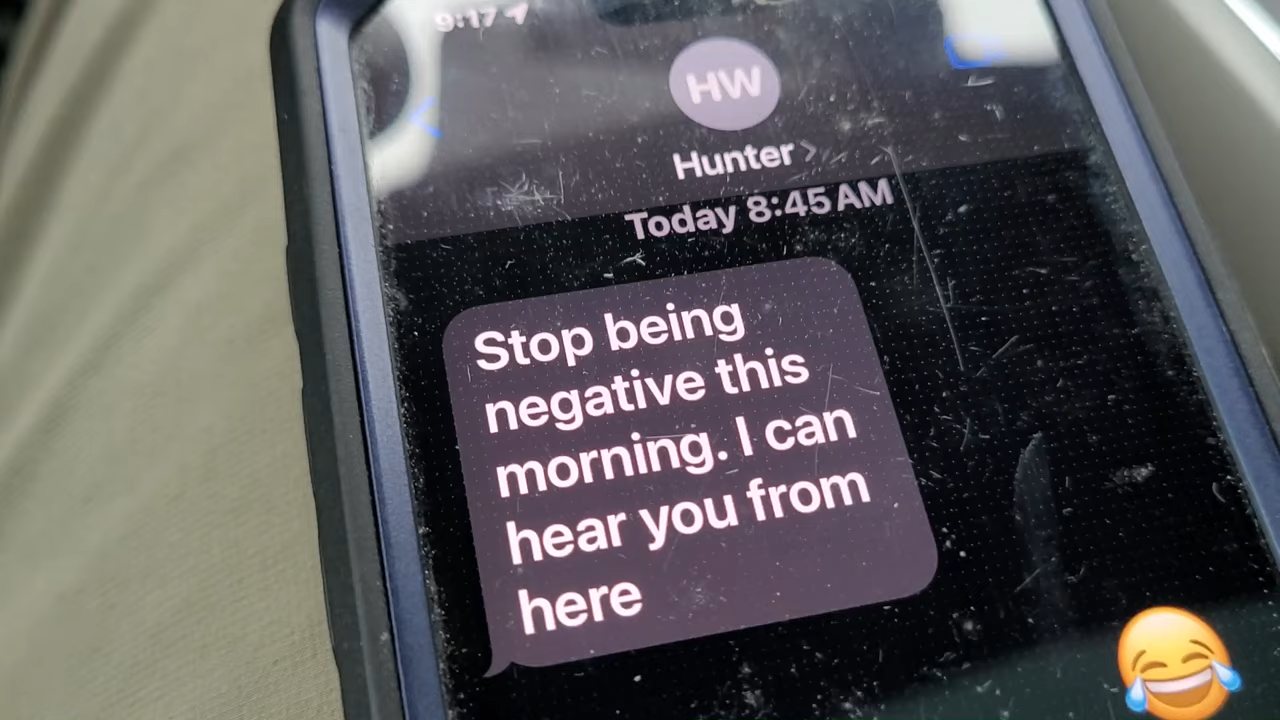 9:17
HW
Hunter >
Today 8:45 AM
Stop being
negative this
morning. I can
hear you from
here
😂